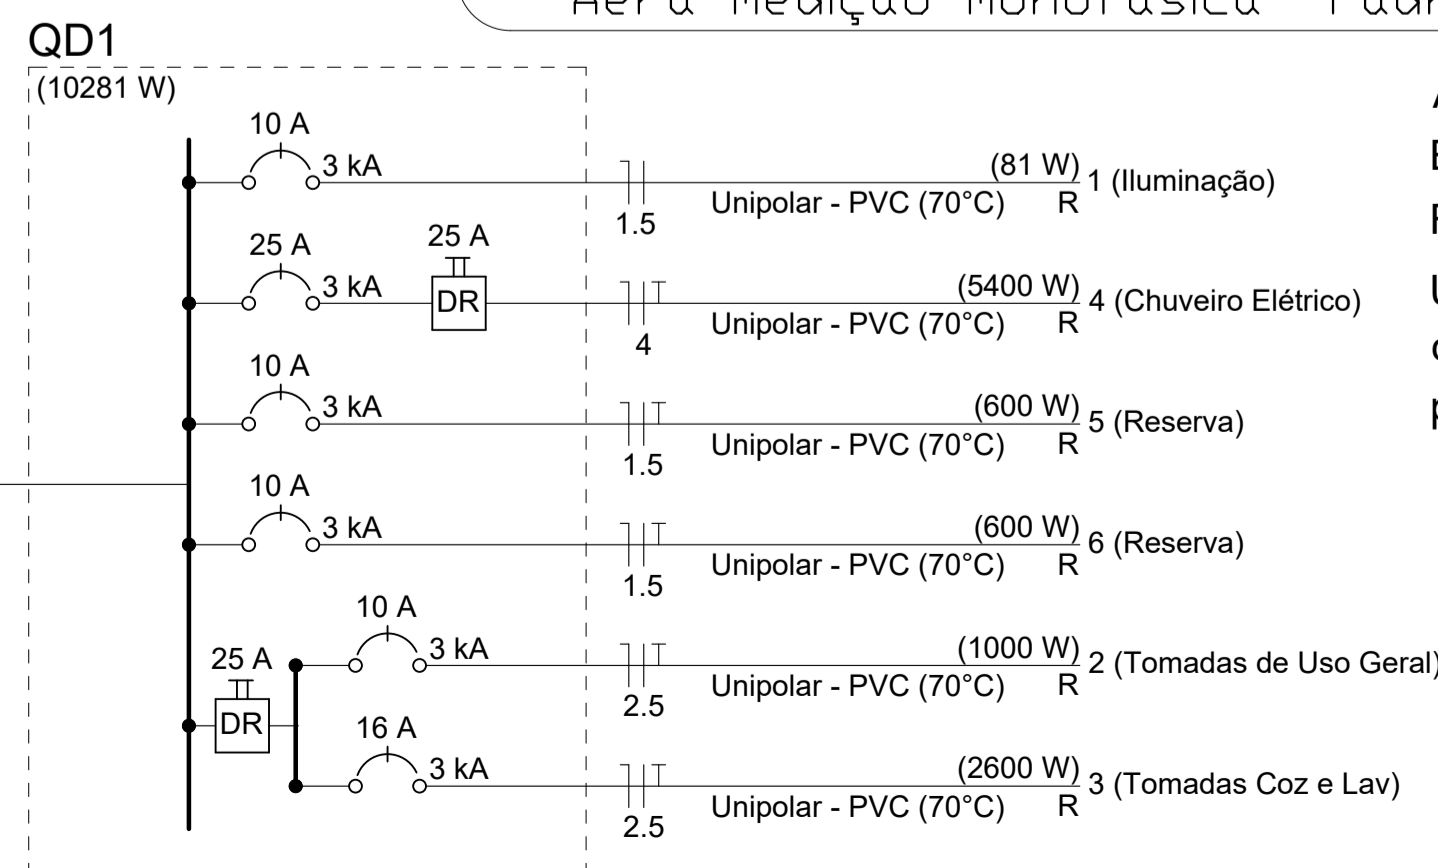 QD1
(10281 W)
10 A
3 kA
1.5
Unipolar - PVC (70°C)
(81 W)
R
1 (Iluminação)
25 A
3 kA
25 A
DR
4
Unipolar - PVC (70°C)
(5400 W)
R
4 (Chuveiro Elétrico)
10 A
3 kA
1.5
Unipolar - PVC (70°C)
(600 W)
R
5 (Reserva)
10 A
3 kA
1.5
Unipolar - PVC (70°C)
(600 W)
R
6 (Reserva)
25 A
DR
10 A
3 kA
2.5
Unipolar - PVC (70°C)
(1000 W)
R
2 (Tomadas de Uso Geral)
16 A
3 kA
2.5
Unipolar - PVC (70°C)
(2600 W)
R
3 (Tomadas Coz e Lav)